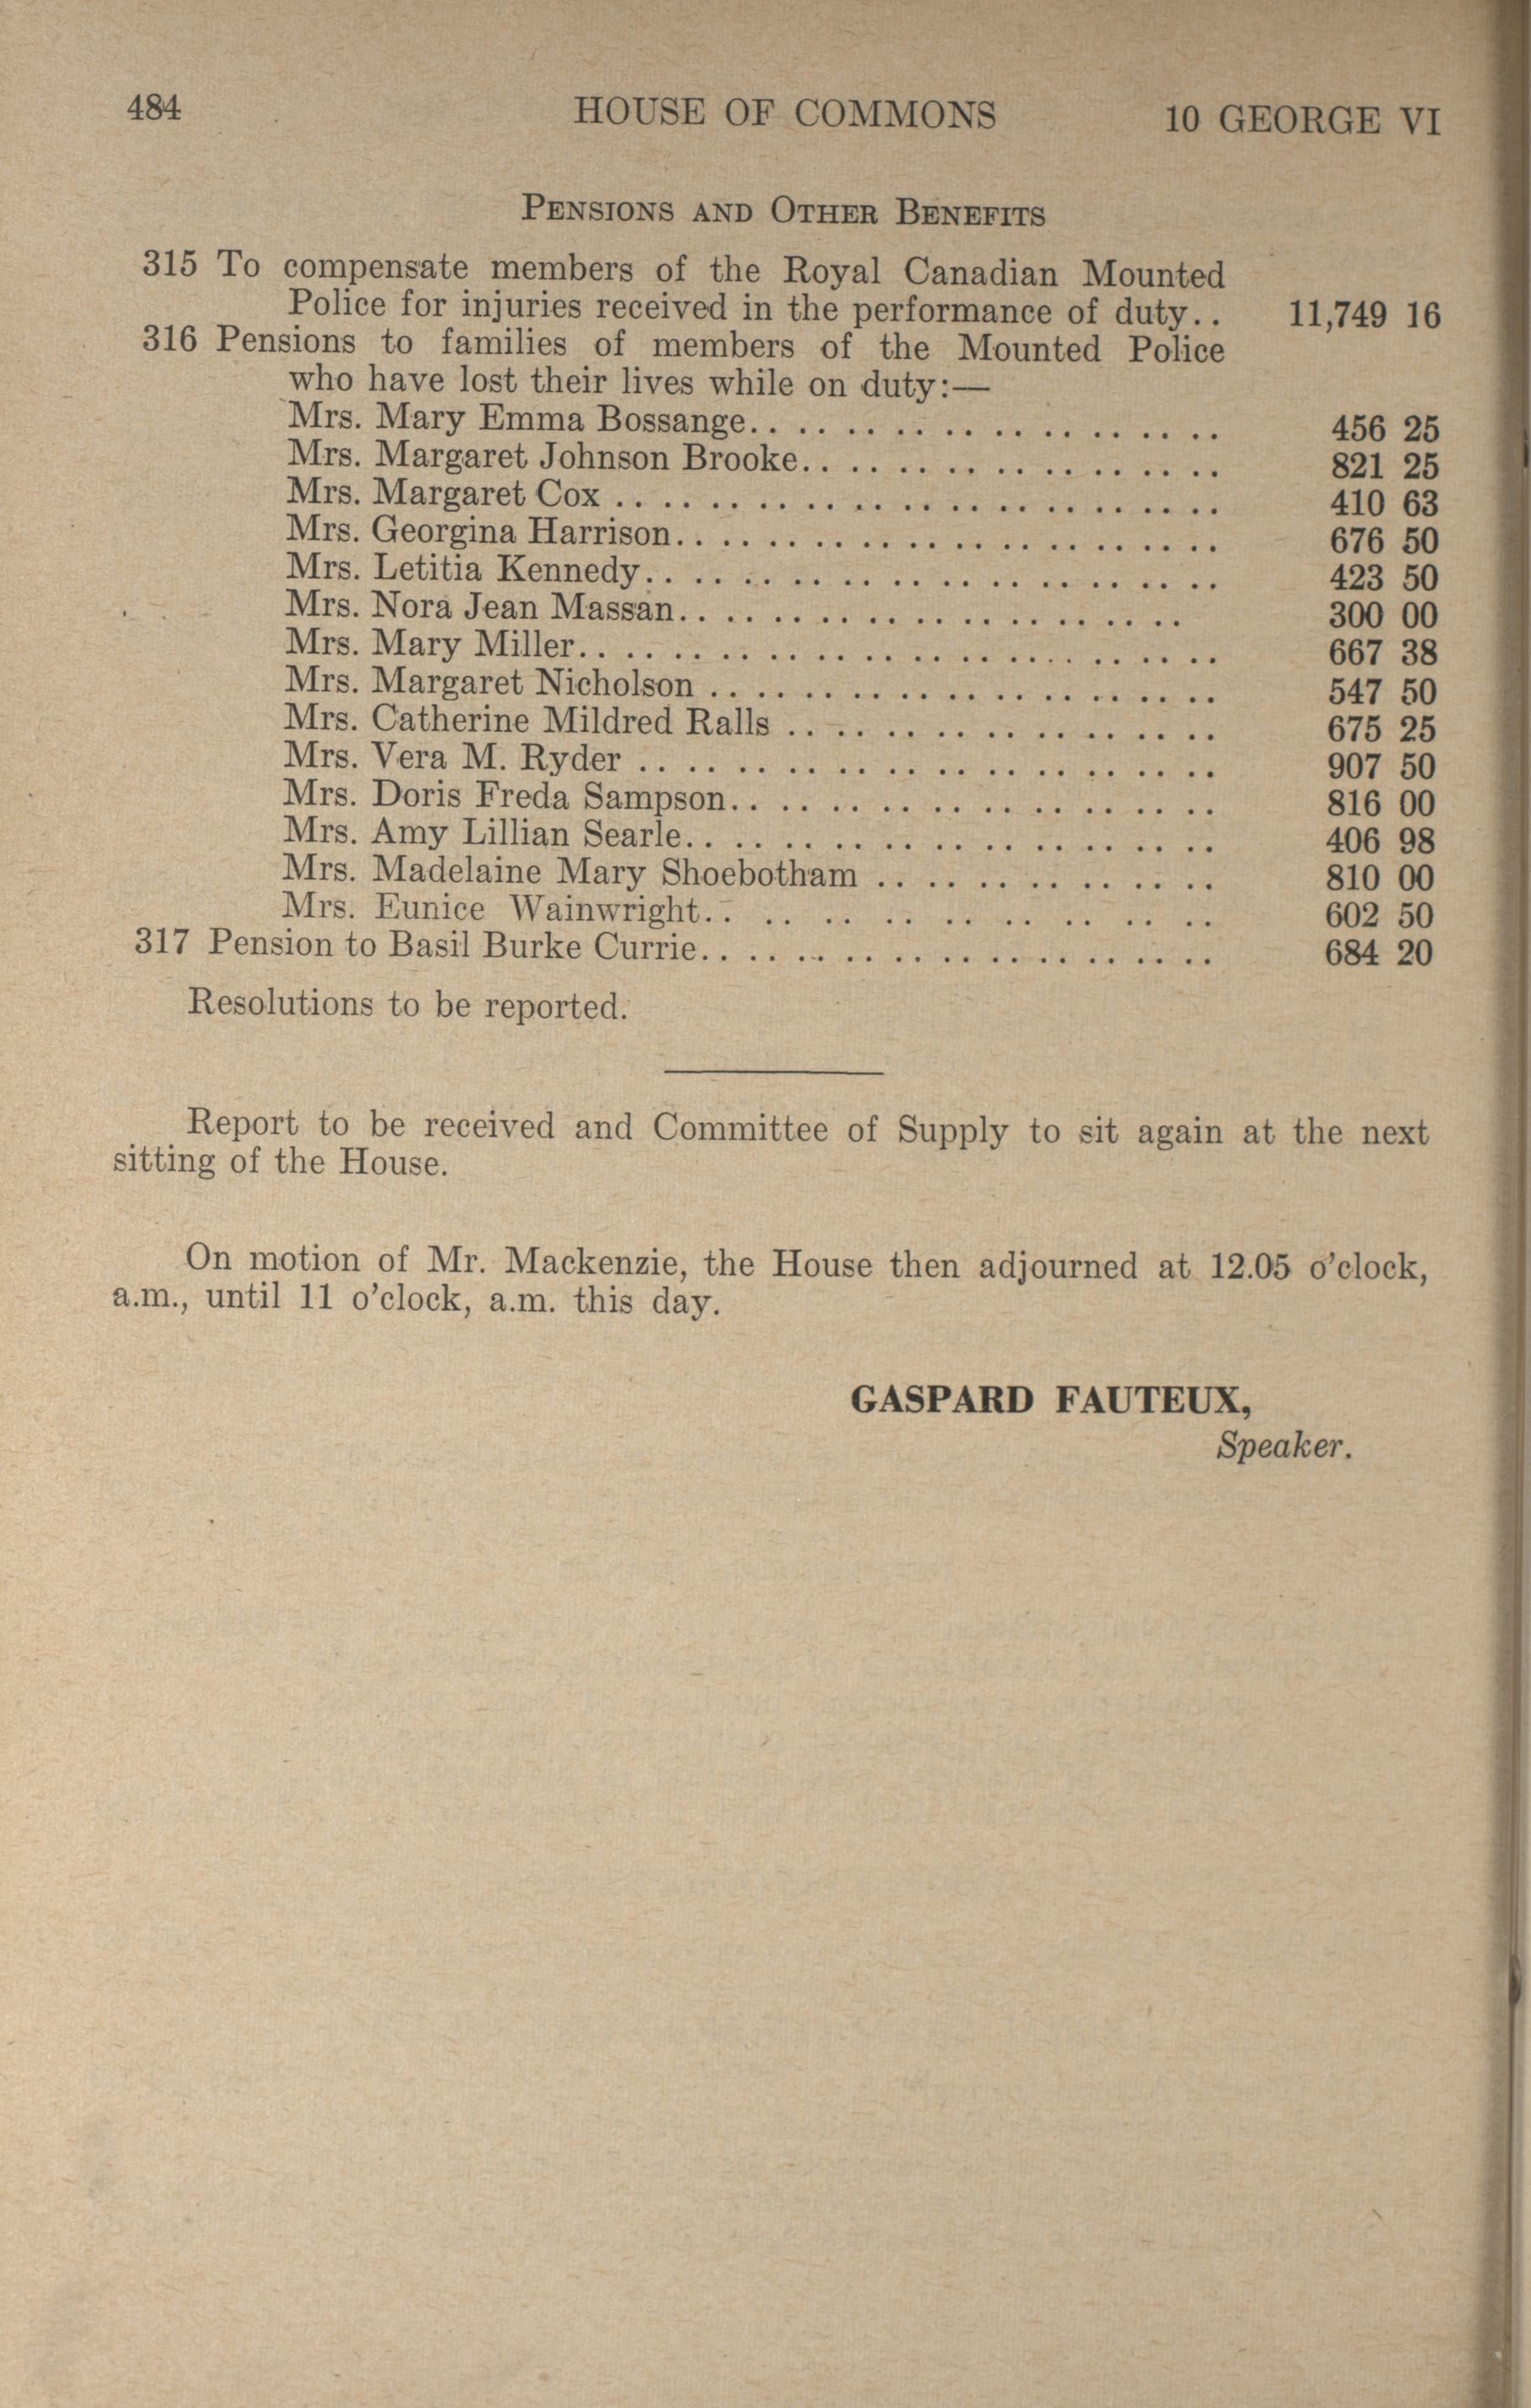 484 HOUSE OF COMMONS 10 GEORGE VI
PENSIONS AND OTHER BENEFITS
315 To compensate members of the Royal Canadian Mounted
Police for injuries received in the performance of duty.. 11,749 16
316 Pensions to families of members of the Mounted Police
who have lost their lives while on duty:—
Mrs. Mary Emma Bossange.. .. .. .. .. .. .. .. .. .. 456 25
Mrs. Margaret Johnson Brooke.. .. .. .. .. .. .. .. .. 821 25
Mrs. Margaret Cox .. .. .. .. .. .. .. .. .. .. .. .. .. 410 63
Mrs. Georgina Harrison.. .. .. .. .. .. .. .. .. .. .. .. 676 50
Mrs. Letitia Kennedy.. .. .. .. .. .. .. .. .. .. .. .. 423 50
Mrs. Nora Jean Massan.. .. .. .. .. .. .. .. .. .. .. 300 00
Mrs. Mary Miller.. .. .. .. .. .. .. .. .. .. .. .. .. .. 667 38
Mrs. Margaret Nicholson .. .. .. .. .. .. .. .. .. .. .. 547 50
Mrs. Catherine Mildred Ralls .. .. .. .. .. .. .. .. .. 675 25
Mrs. Vera M. Ryder .. .. .. .. .. .. .. .. .. .. .. .. 907 50
Mrs. Doris Freda Sampson.. .. .. .. .. .. .. .. .. .. 816 00
Mrs. Amy Lillian Searle.. .. .. .. .. .. .. .. .. .. .. 406 98
Mrs. Madelaine Mary Shoebotham .. .. .. .. .. .. .. 810 00
Mrs. Eunice Wainwright.. .. .. .. .. .. .. .. .. 602 50
317 Pension to Basil Burke Currie.. .. .. .. .. .. .. .. .. .. .. 684 20
Resolutions to be reported.
Report to be received and Committee of Supply to sit again at the next
sitting of the House.
On motion of Mr. Mackenzie, the House then adjourned at 12.05 o'clock,
a.m., until 11 o'clock, a.m. this day.
GASPARD FAUTEUX,
Speaker.